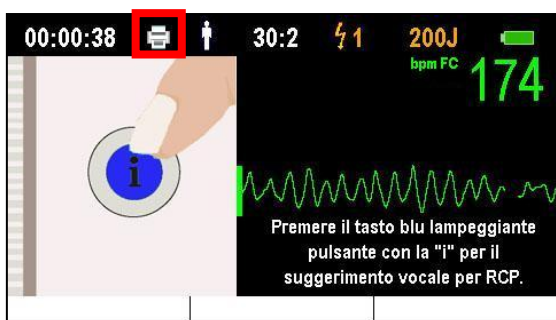 00:00:38 30:2 1 200J
bpm FC 174
i
Premere il tasto blu lampeggiante
pulsante con la "i" per il
suggerimento vocale per RCP.